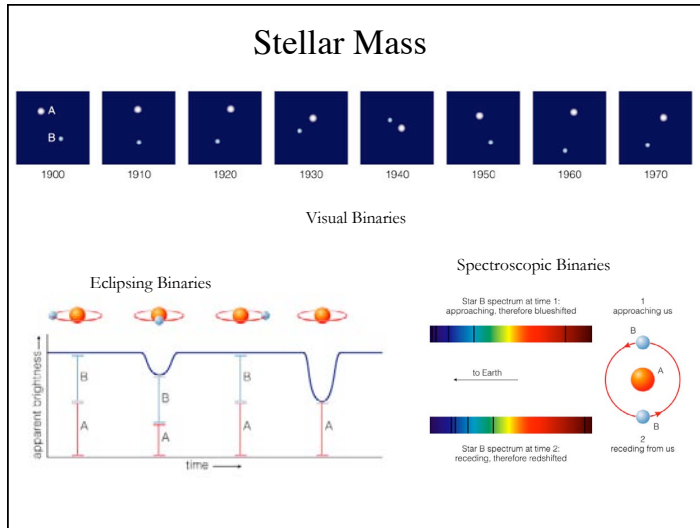 Stellar Mass
A
B
1900
1910
1920
1930
1940
1950
1960
1970
Visual Binaries
Eclipsing Binaries
apparent brightness
B
A
B
A
B
A
A
time
Spectroscopic Binaries
Star B spectrum at time 1:
approaching, therefore blueshifted
to Earth
Star B spectrum at time 2:
receding, therefore redshifted
1
approaching us
B
A
B
2
receding from us